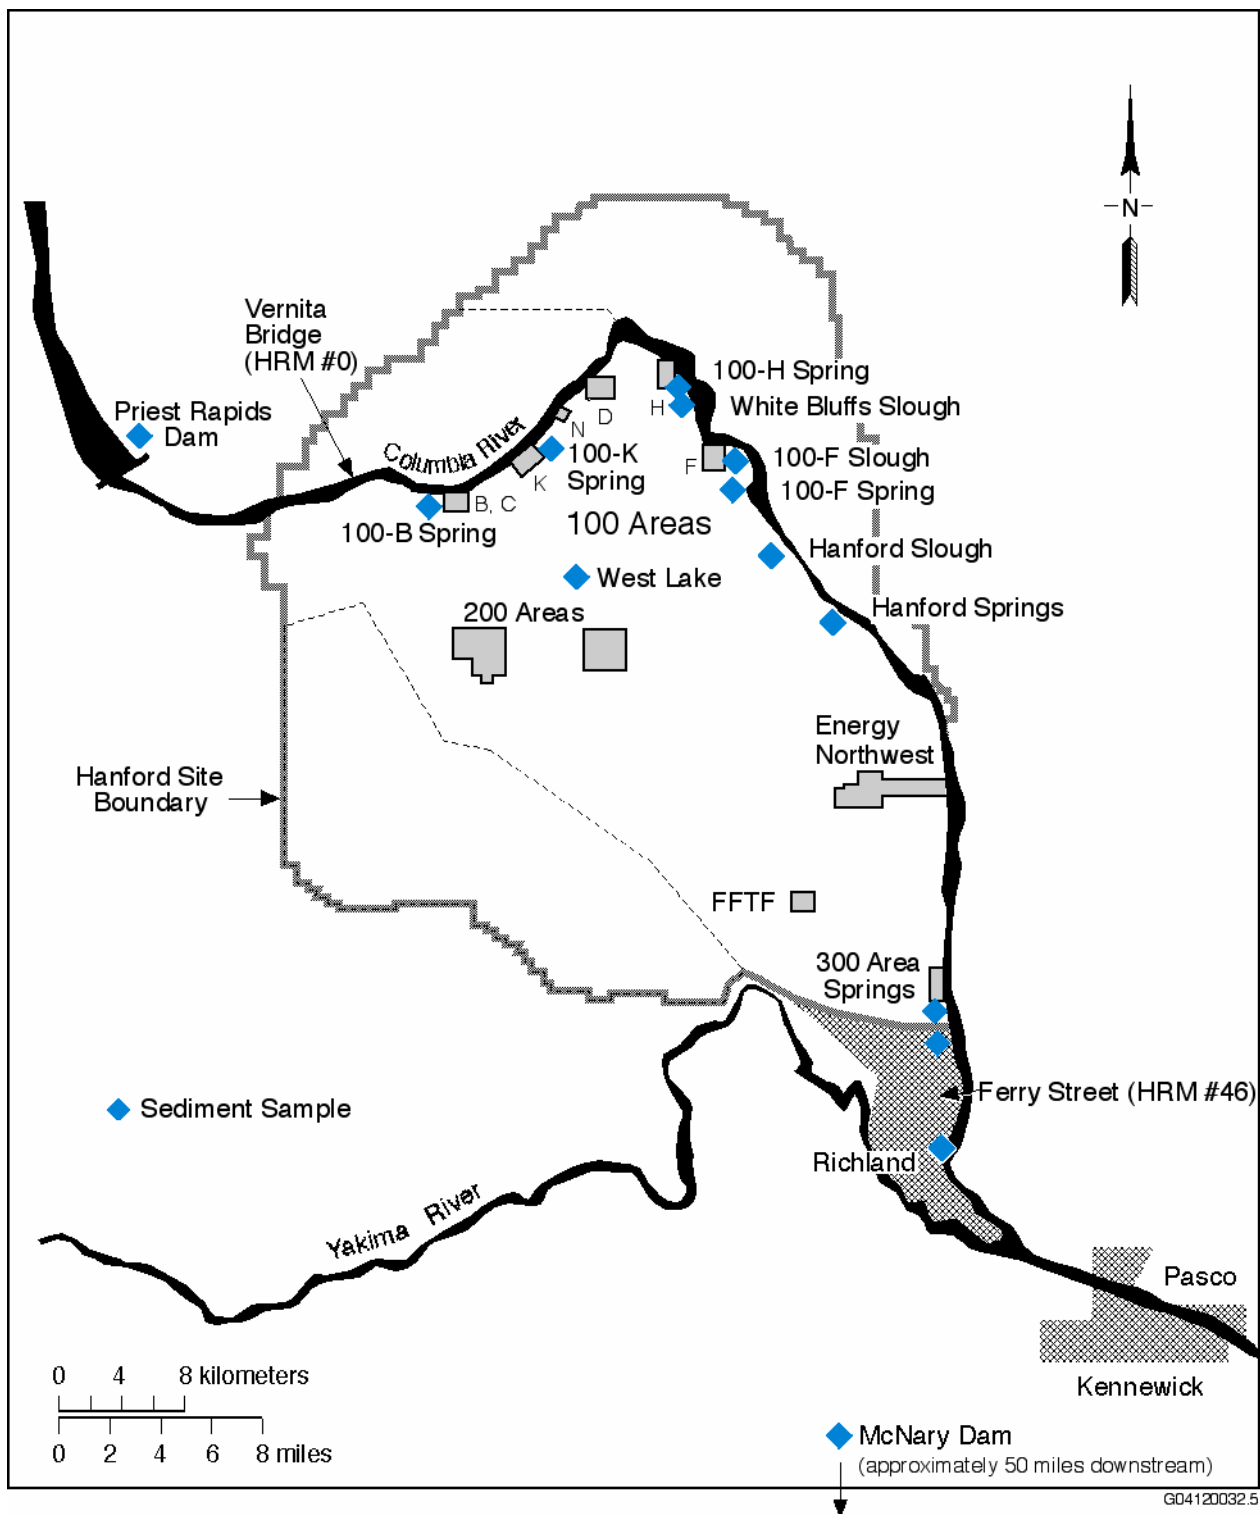 N
Vernita
Bridge
(HRM #0)
Priest Rapids
Dam
Columbia River
100-H Spring
H
White Bluffs Slough
D
N
100-K
Spring
K
F
100-F Slough
100-F Spring
B, C
100-B Spring
100 Areas
Hanford Slough
West Lake
Hanford Springs
200 Areas
Energy
Northwest
Hanford Site
Boundary
FFTF
300 Area
Springs
Sediment Sample
Ferry Street (HRM #46)
Richland
Yakima River
Pasco
Kennewick
0 4 8 kilometers
0 2 4 6 8 miles
McNary Dam
(approximately 50 miles downstream)
G04120032.5